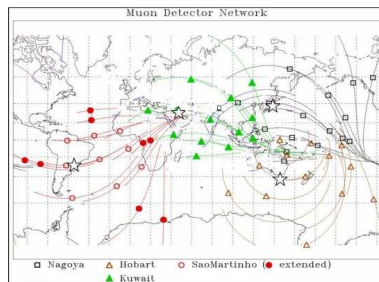 Muon Detector Network
Nagoya Hobart SaoMartinho ( extended)
Kuwait